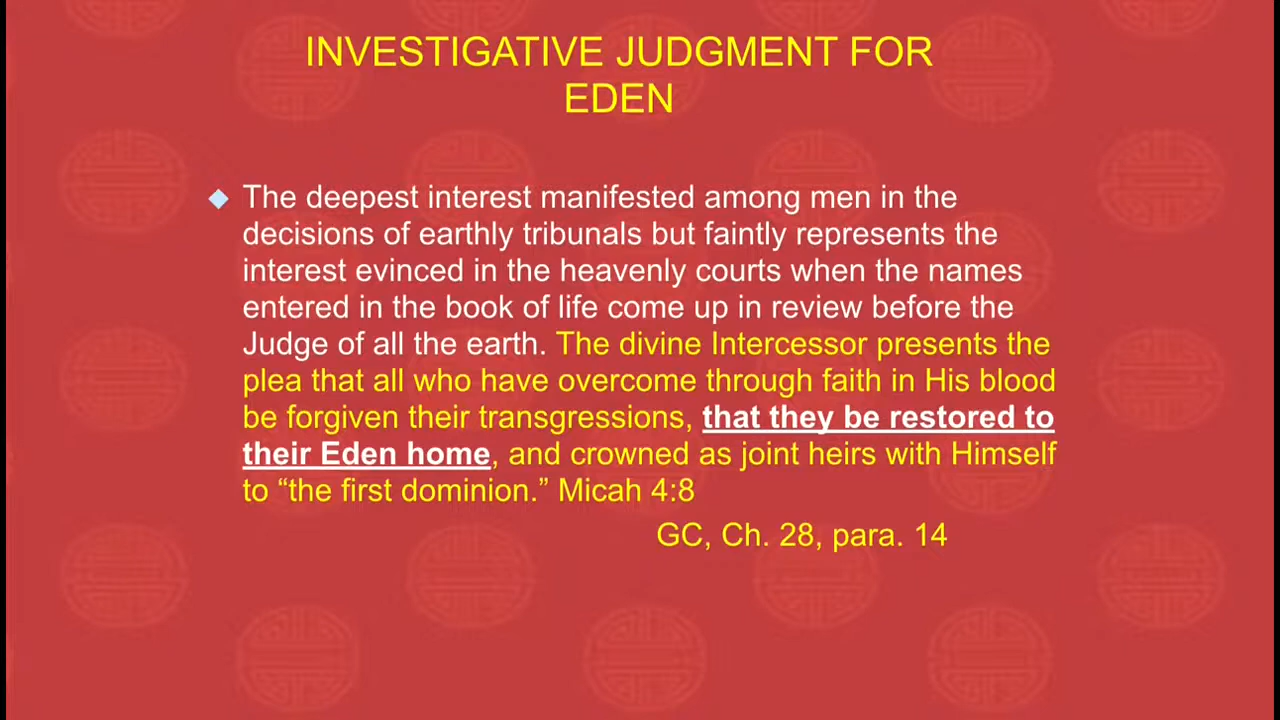 INVESTIGATIVE JUDGMENT FOR
EDEN
The deepest interest manifested among men in the
decisions of earthly tribunals but faintly represents the
interest evinced in the heavenly courts when the names
entered in the book of life come up in review before the
Judge of all the earth. The divine Intercessor presents the
plea that all who have overcome through faith in His blood
be forgiven their transgressions, that they be restored to
their Eden home, and crowned as joint heirs with Himself
to “the first dominion.” Micah 4:8
GC, Ch. 28, para. 14